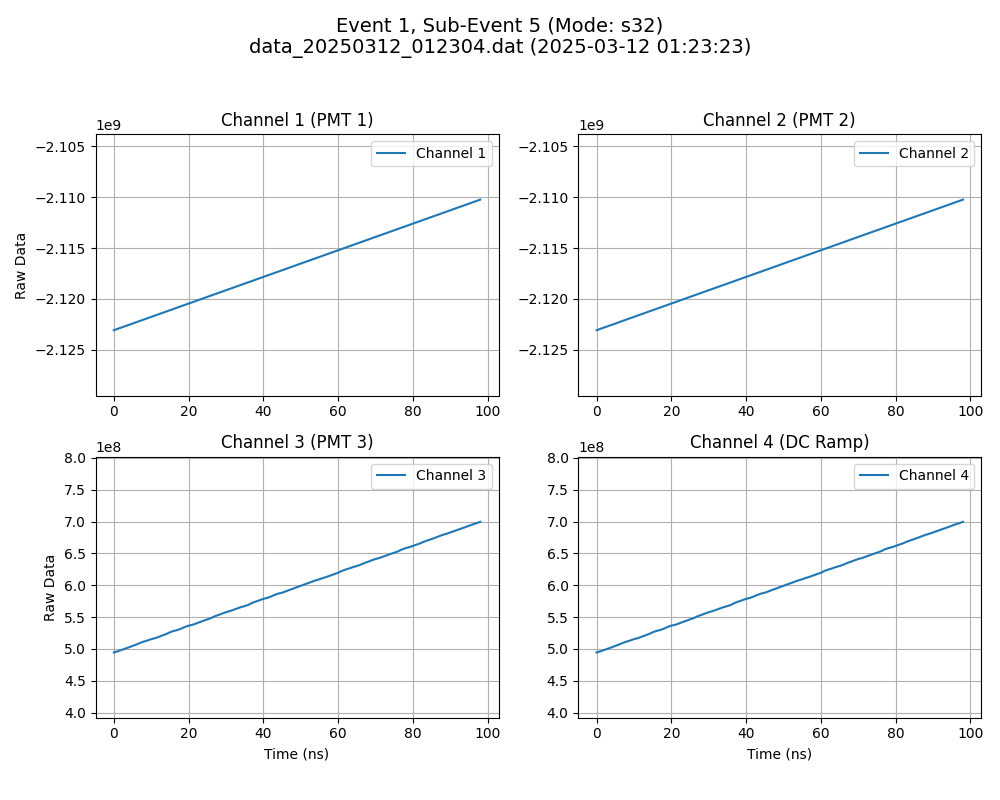 Event 1, Sub-Event 5 (Mode: s32)
data_20250312_012304.dat (2025-03-12 01:23:23)
Channel 1 (PMT 1)
1e9
Channel 1
−2.105
−2.110
−2.115
−2.120
−2.125
Raw Data
0 20 40 60 80 100
Channel 2 (PMT 2)
1e9
Channel 2
−2.105
−2.110
−2.115
−2.120
−2.125
0 20 40 60 80 100
Channel 3 (PMT 3)
1e8
Channel 3
8.0
7.5
7.0
6.5
6.0
5.5
5.0
4.5
4.0
Raw Data
0 20 40 60 80 100
Time (ns)
Channel 4 (DC Ramp)
1e8
Channel 4
8.0
7.5
7.0
6.5
6.0
5.5
5.0
4.5
4.0
0 20 40 60 80 100
Time (ns)